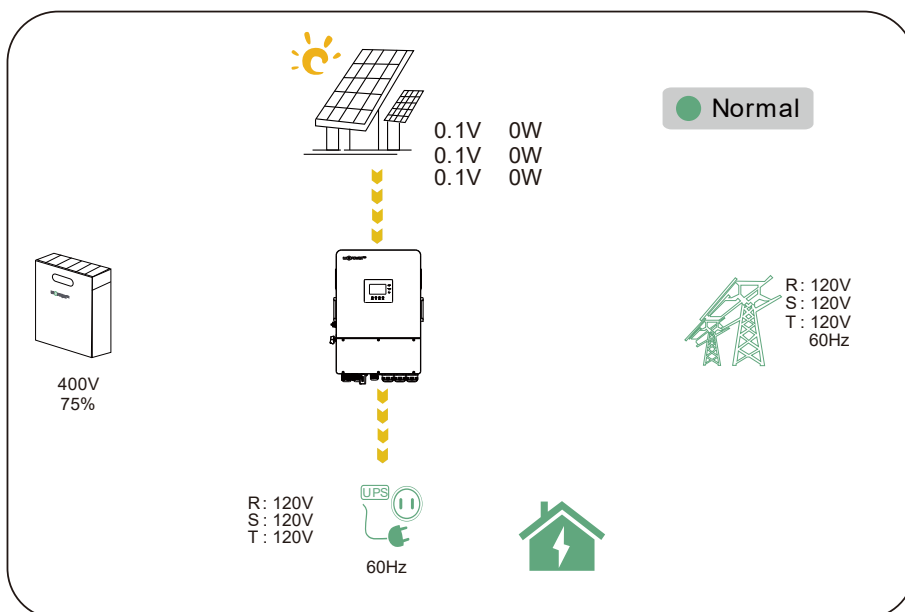 Normal
0.1V 0W
0.1V 0W
0.1V 0W
R: 120V
S: 120V
T: 120V
60Hz
400V
75%
UPS
R: 120V
S: 120V
T: 120V
60Hz